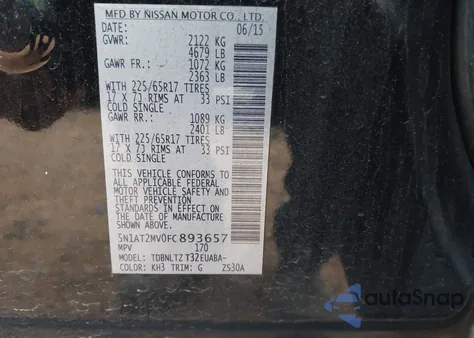 MFD BY NISSAN MOTOR CO., LTD.
06/15
GVWR: 2122 KG
4679 LB
GAWR FR.: 1072 KG
2363 LB
WITH 225/65R17 TIRES
17 X 7J RIMS AT 33 PSI
COLD SINGLE
GAWR RR.: 1089 KG
2401 LB
WITH 225/65R17 TIRES
17 X 7J RIMS AT 33 PSI
COLD SINGLE
THIS VEHICLE CONFORMS TO
ALL APPLICABLE FEDERAL
MOTOR VEHICLE SAFETY AND
THEFT PREVENTION
STANDARDS IN EFFECT ON
THE DATE OF MANUFACTURE
SHOWN ABOVE.
5N1AT2MV0FC893657
MPV 170
MODEL: TDBNLTZ T32EUABA-
COLOR: KH3 TRIM: G ZS30A
autaSnap